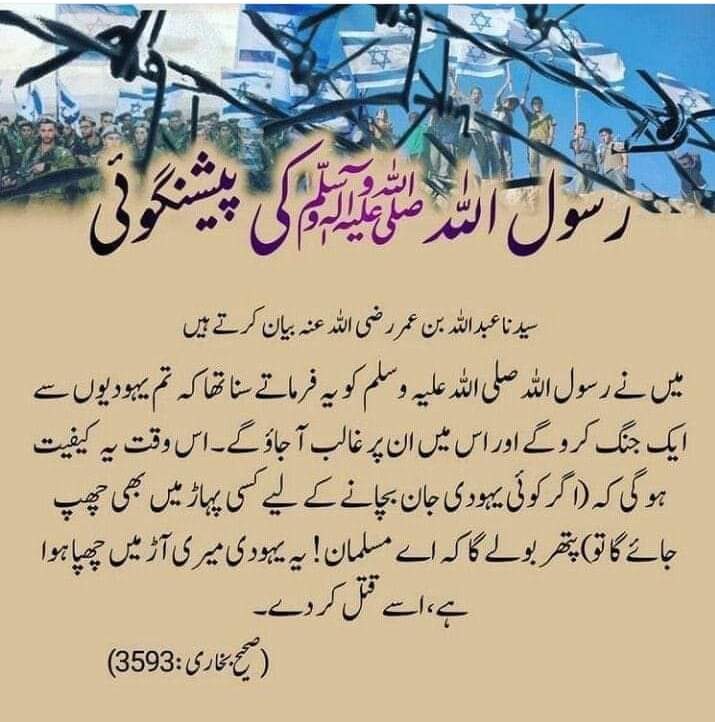 رسول اللہ صلی اللہ علیہ وآلہ وسلم کی پیشنگوئی
سیدنا عبداللہ بن عمر رضی اللہ عنہ بیان کرتے ہیں
میں نے رسول اللہ صلی اللہ علیہ وسلم کو یہ فرماتے سنا تھا کہ تم یہودیوں سے
ایک جنگ کرو گے اور اس میں ان پر غالب آ جاؤ گے۔ اس وقت یہ کیفیت
ہو گی کہ (اگر کوئی یہودی جان بچانے کے لیے کسی پہاڑ میں بھی چھپ
جائے گا تو) پتھر بولے گا کہ اے مسلمان! یہ یہودی میری آڑ میں چھپا ہوا
ہے، اسے قتل کر دے۔
(صحیح بخاری: 3593)